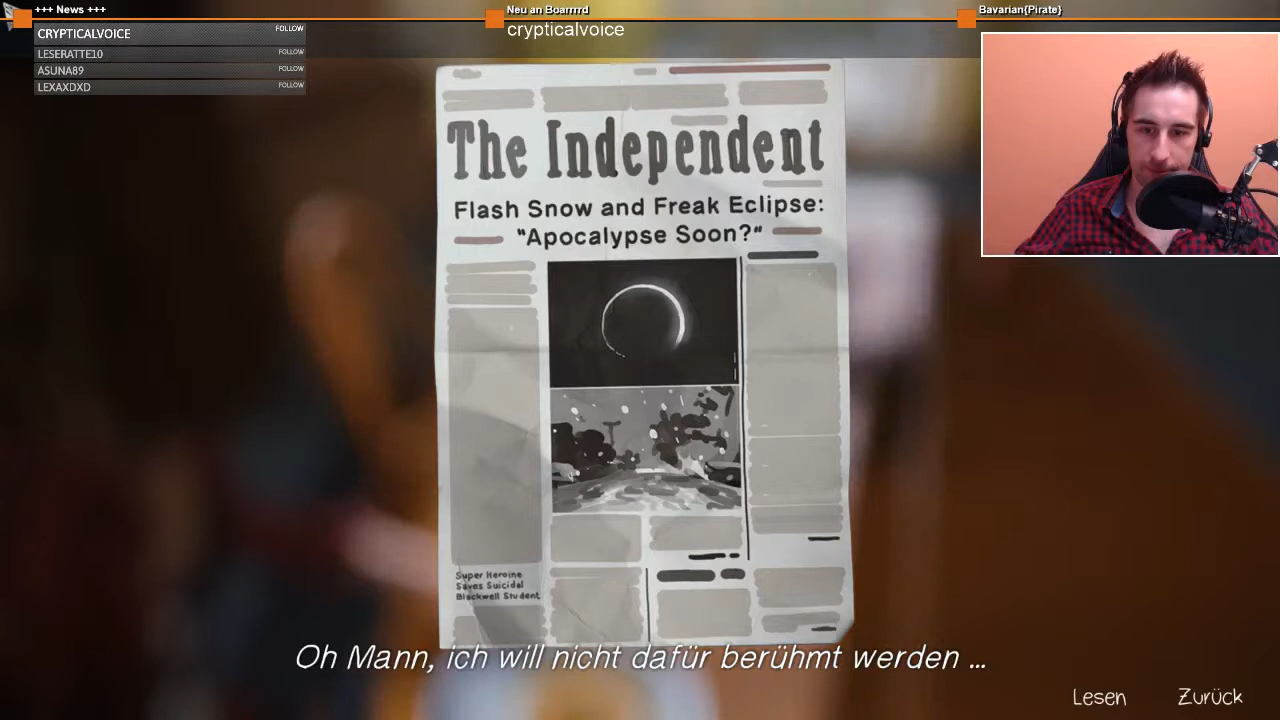 +++ News +++
Neu an Boarrrrd
Bavarian{Pirate}
CRYPTICALVOICE FOLLOW
crypticalvoice
LESERATTE10 FOLLOW
ASUNA89 FOLLOW
LEXAXDXD FOLLOW
The Independent
Flash Snow and Freak Eclipse:
"Apocalypse Soon?"
Super Heroine
Saves Suicidal
Blackwell Student
Oh Mann, ich will nicht dafür berühmt werden ...
Lesen Zurück